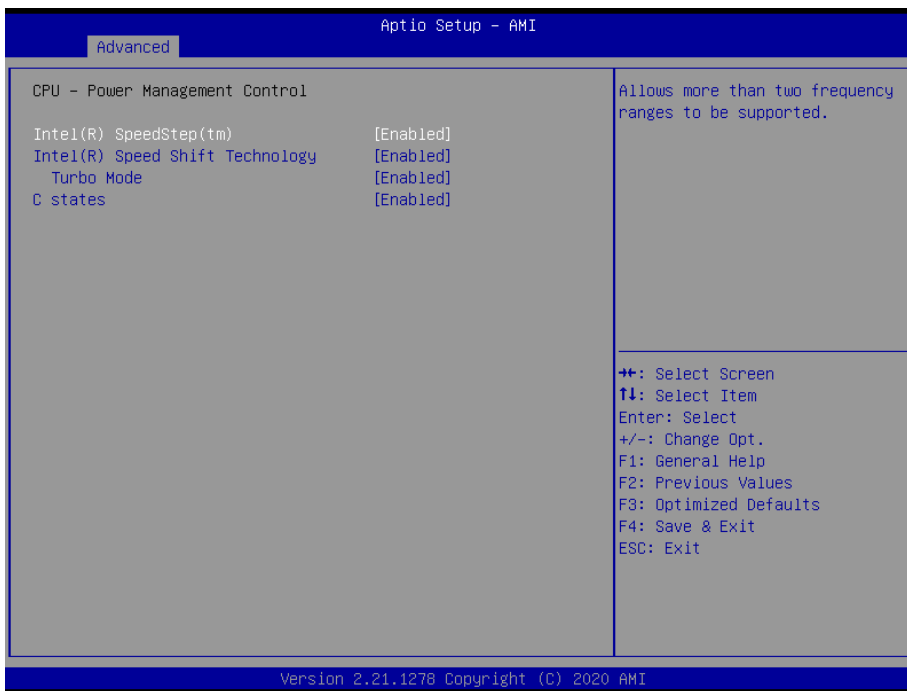 Aptio Setup – AMI
Advanced
CPU – Power Management Control
Intel(R) SpeedStep(tm) [Enabled]
Intel(R) Speed Shift Technology [Enabled]
Turbo Mode [Enabled]
C states [Enabled]
Allows more than two frequency
ranges to be supported.
→←: Select Screen
↑↓: Select Item
Enter: Select
+/-: Change Opt.
F1: General Help
F2: Previous Values
F3: Optimized Defaults
F4: Save & Exit
ESC: Exit
Version 2.21.1278 Copyright (C) 2020 AMI